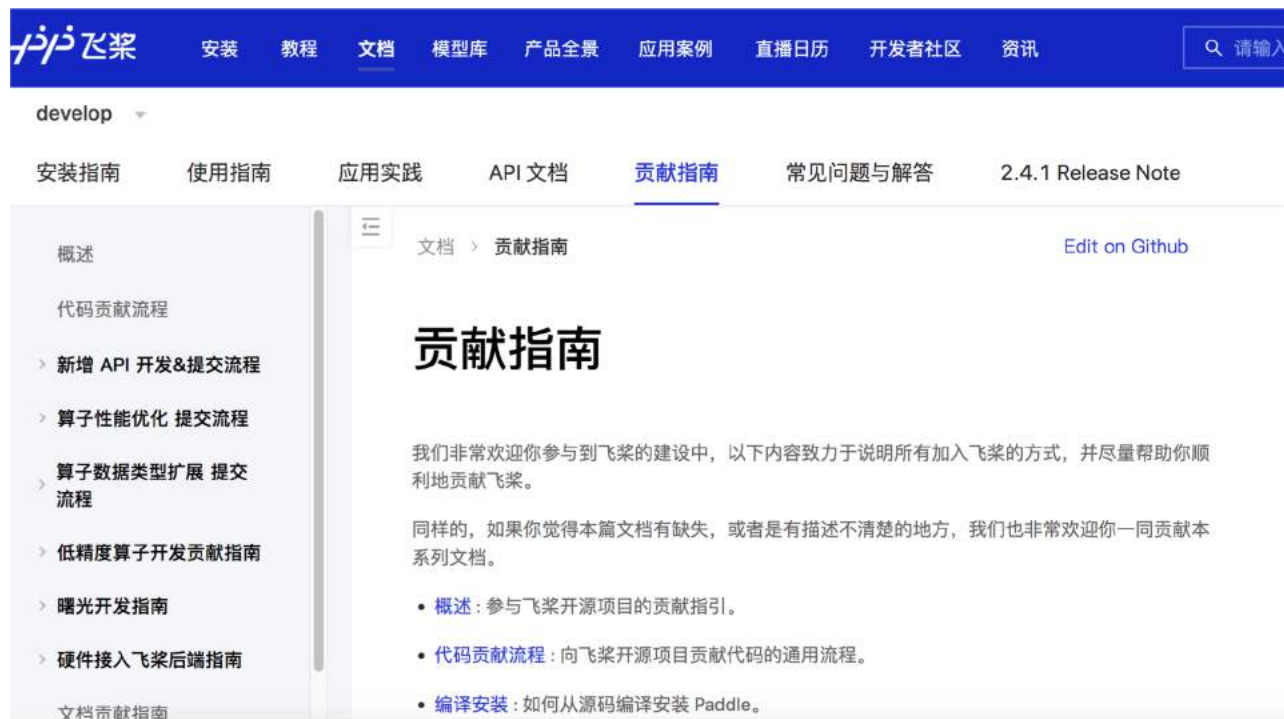 飞桨 安装 教程 文档 模型库 产品全景 应用案例 直播日历 开发者社区 资讯 请输入
develop
安装指南 使用指南 应用实践 API 文档 贡献指南 常见问题与解答 2.4.1 Release Note
概述
代码贡献流程
新增 API 开发&提交流程
算子性能优化 提交流程
算子数据类型扩展 提交
流程
低精度算子开发贡献指南
曙光开发指南
硬件接入飞桨后端指南
文档贡献指南
文档 > 贡献指南 Edit on Github
贡献指南
我们非常欢迎你参与到飞桨的建设中，以下内容致力于说明所有加入飞桨的方式，并尽量帮助你顺
利地贡献飞桨。
同样的，如果你觉得本篇文档有缺失，或者是有描述不清楚的地方，我们也非常欢迎你一同贡献本
系列文档。
• 概述 : 参与飞桨开源项目的贡献指引。
• 代码贡献流程 : 向飞桨开源项目贡献代码的通用流程。
• 编译安装 : 如何从源码编译安装 Paddle。